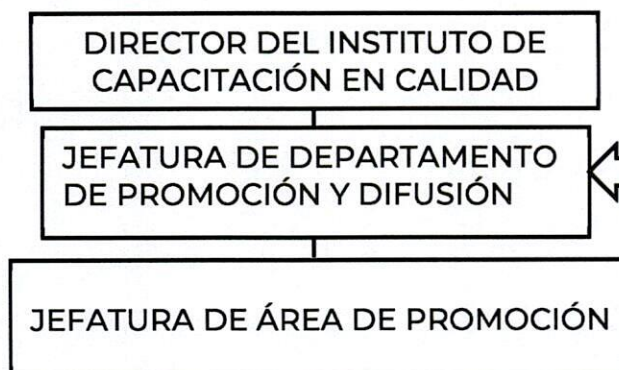 DIRECTOR DEL INSTITUTO DE
CAPACITACIÓN EN CALIDAD
JEFATURA DE DEPARTAMENTO
DE PROMOCIÓN Y DIFUSIÓN
JEFATURA DE ÁREA DE PROMOCIÓN